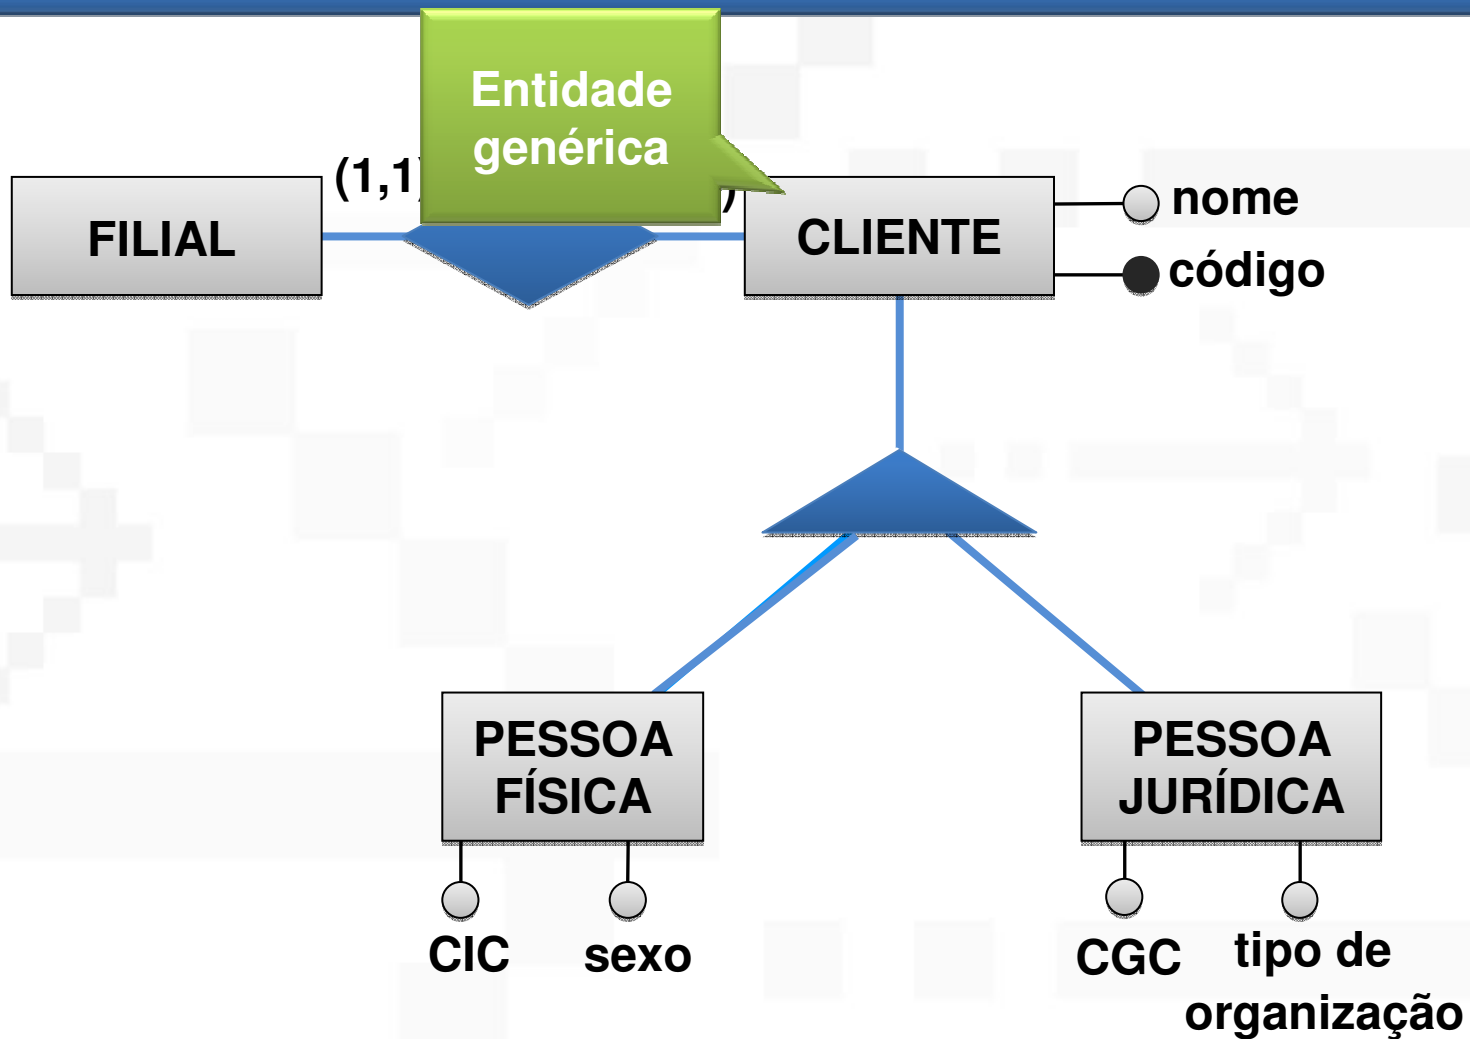 Entidade
genérica
(1,1)
)
FILIAL
CLIENTE
nome
código
PESSOA
FÍSICA
PESSOA
JURÍDICA
CIC
sexo
CGC
tipo de
organização